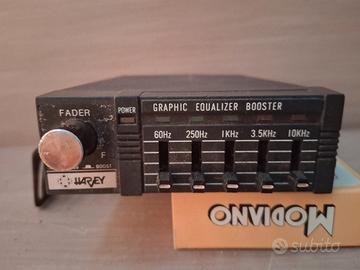 FADER
POWER
GRAPHIC EQUALIZER BOOSTER
60Hz 250Hz 1KHz 3.5KHz 10KHz
F
BOOST
HARVEY
MODIANO
subito